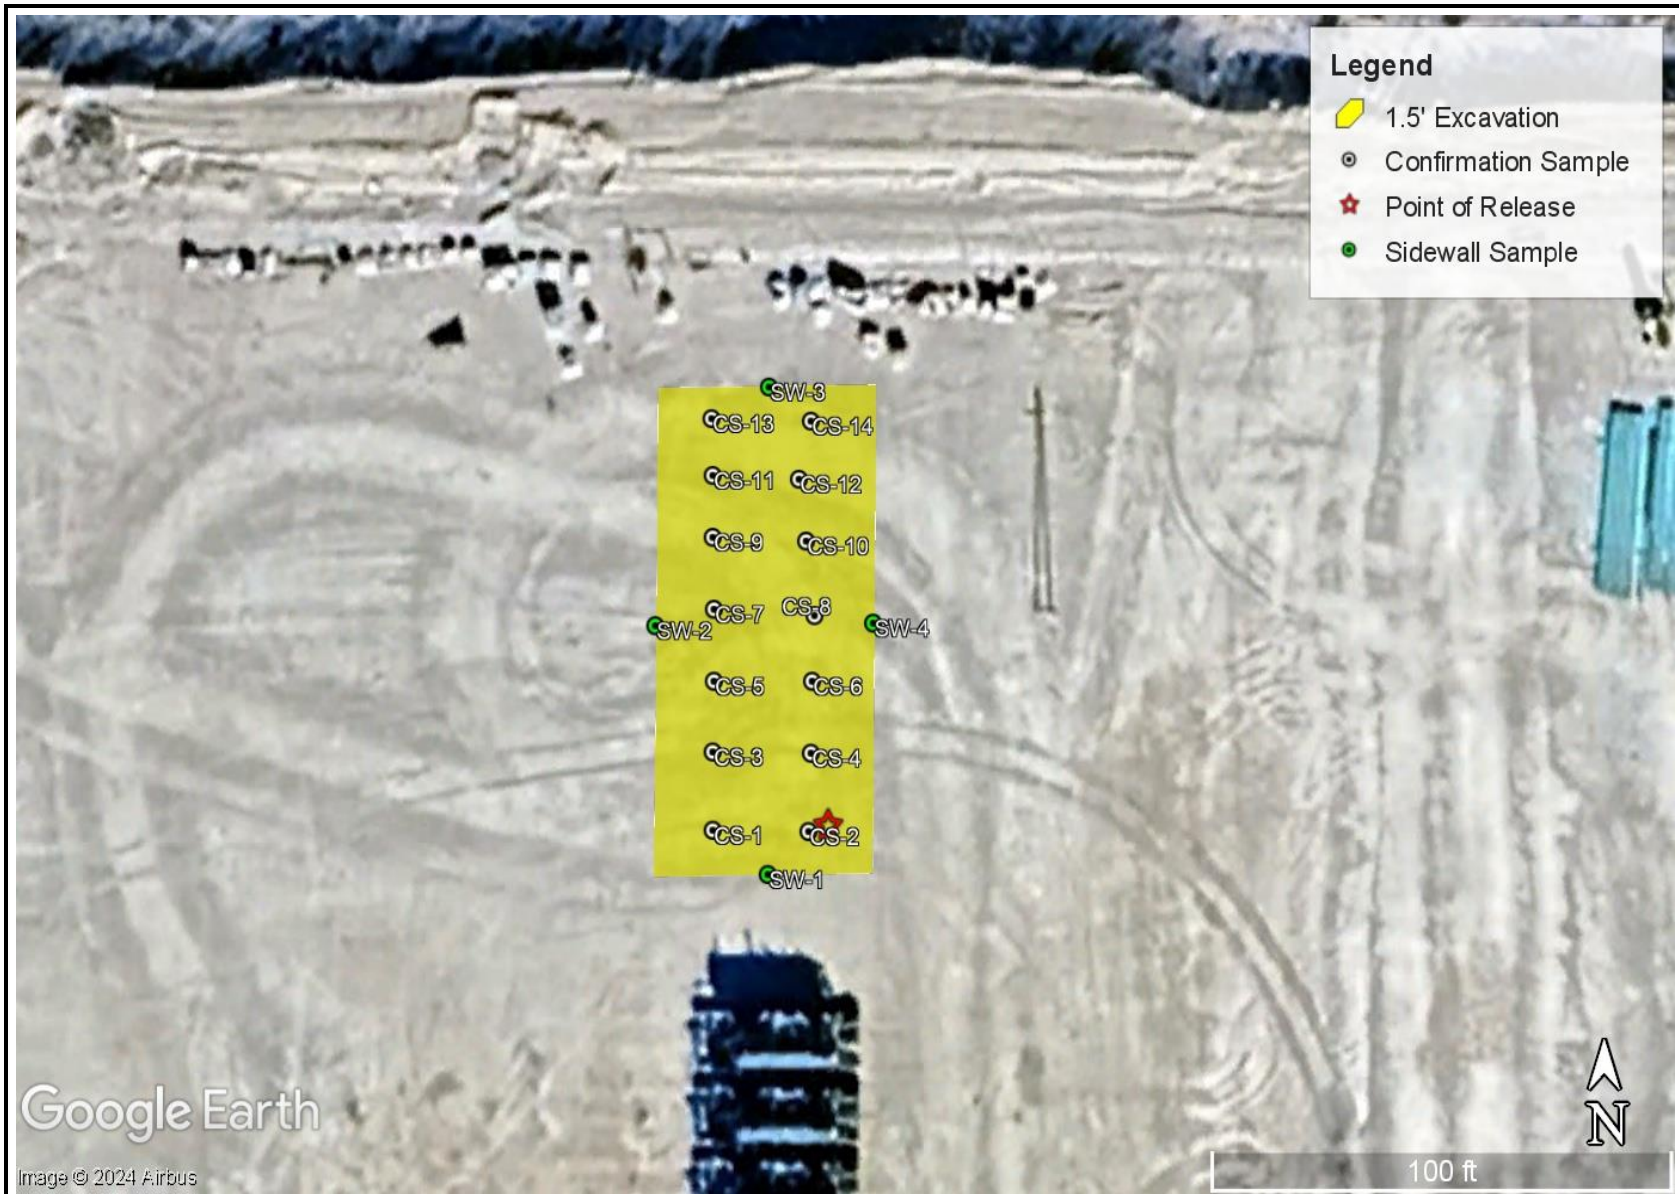 Legend
1.5' Excavation
Confirmation Sample
Point of Release
Sidewall Sample
SW-3
CS-13 CS-14
CS-11 CS-12
CS-9 CS-10
CS-7 CS-8
SW-2 SW-4
CS-5 CS-6
CS-3 CS-4
CS-1 CS-2
SW-1
N
Google Earth
Image © 2024 Airbus
100 ft